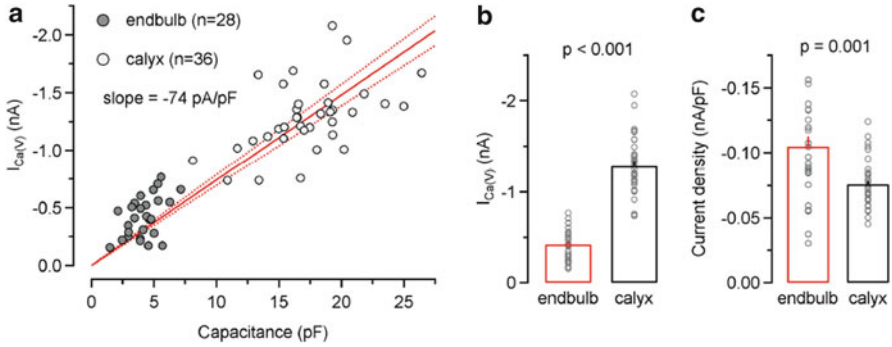 a
endbulb (n=28)
calyx (n=36)
slope = -74 pA/pF
I Ca(V) (nA)
-2.0
-1.5
-1.0
-0.5
0.0
0
5
10
15
20
25
Capacitance (pF)
b
p < 0.001
I Ca(V) (nA)
-2
-1
0
endbulb
calyx
c
p = 0.001
Current density (nA/pF)
-0.15
-0.10
-0.05
0.00
endbulb
calyx